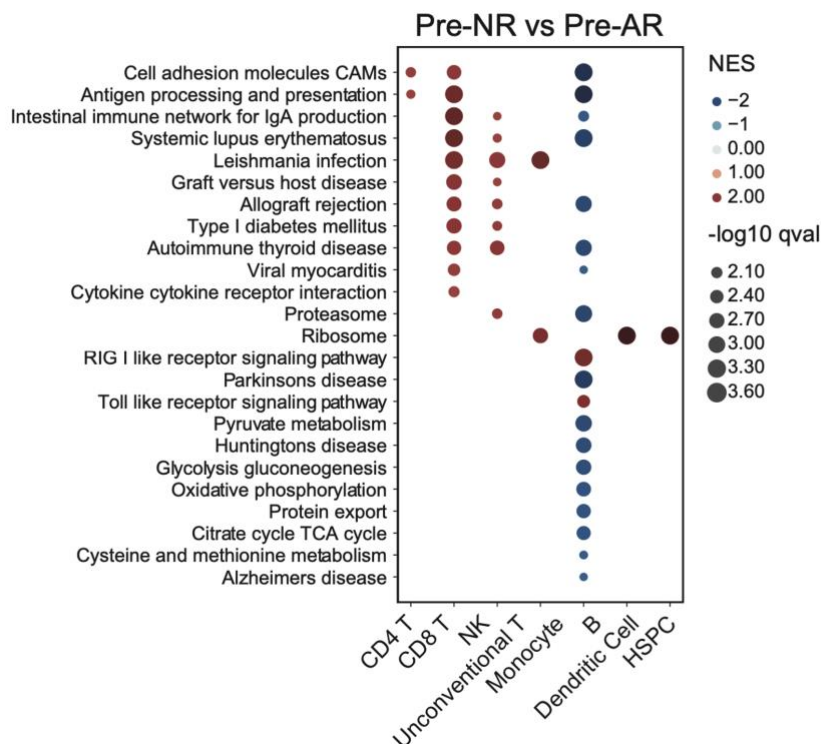 Pre-NR vs Pre-AR
Cell adhesion molecules CAMs
Antigen processing and presentation
Intestinal immune network for IgA production
Systemic lupus erythematosus
Leishmania infection
Graft versus host disease
Allograft rejection
Type I diabetes mellitus
Autoimmune thyroid disease
Viral myocarditis
Cytokine cytokine receptor interaction
Proteasome
Ribosome
RIG I like receptor signaling pathway
Parkinsons disease
Toll like receptor signaling pathway
Pyruvate metabolism
Huntingtons disease
Glycolysis gluconeogenesis
Oxidative phosphorylation
Protein export
Citrate cycle TCA cycle
Cysteine and methionine metabolism
Alzheimers disease
CD4 T
CD8 T
NK
Unconventional T
Monocyte
B
Dendritic Cell
HSPC
NES
−2
−1
0.00
1.00
2.00
-log10 qval
2.10
2.40
2.70
3.00
3.30
3.60